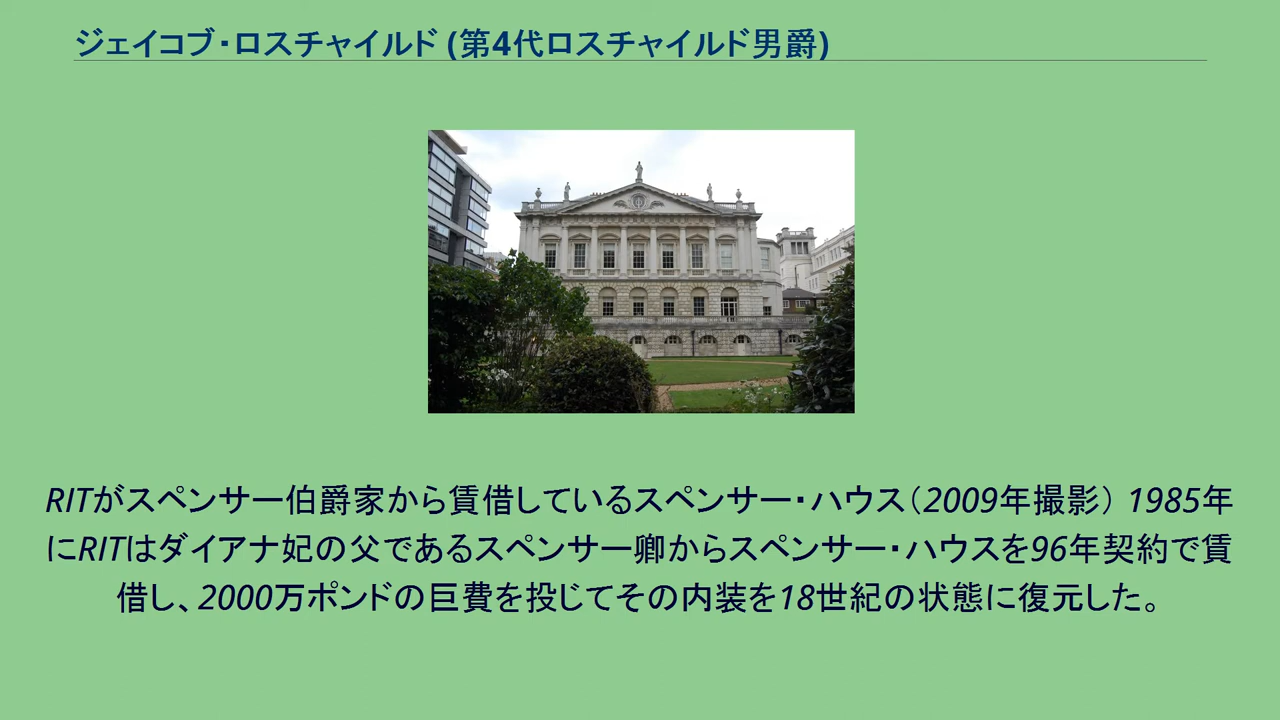 ジェイコブ・ロスチャイルド (第4代ロスチャイルド男爵)
RITがスペンサー伯爵家から賃借しているスペンサー・ハウス（2009年撮影） 1985年
にRITはダイアナ妃の父であるスペンサー卿からスペンサー・ハウスを96年契約で賃
借し、2000万ポンドの巨費を投じてその内装を18世紀の状態に復元した。